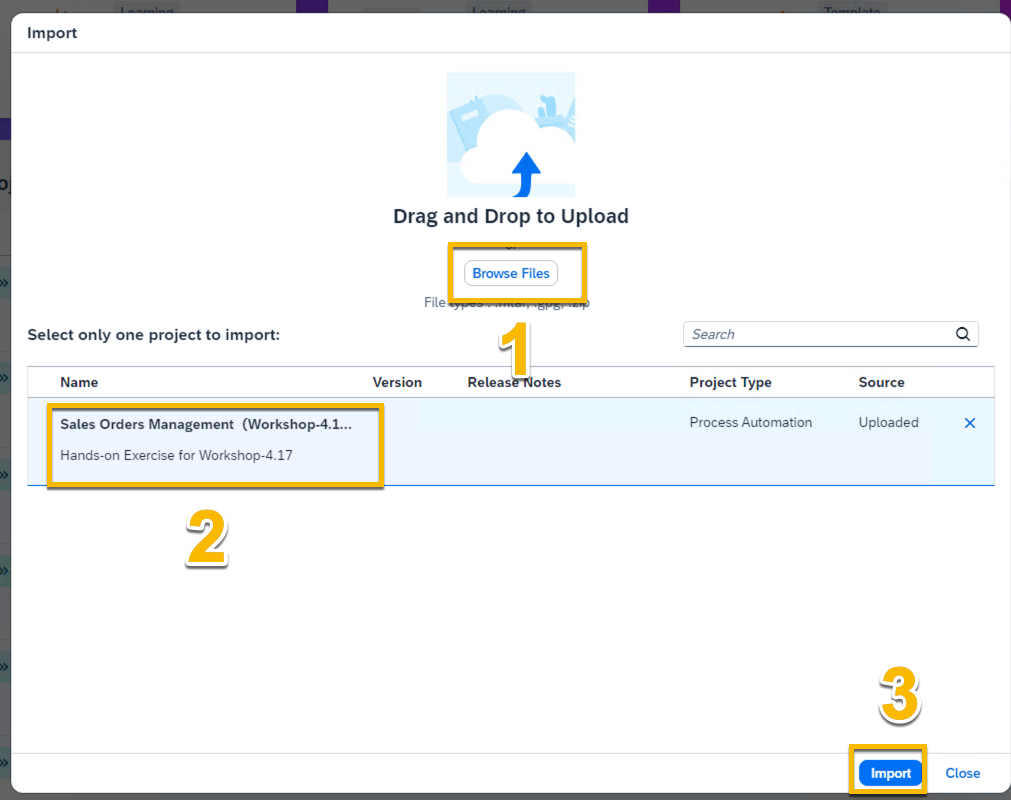 Learning
Learning
Template
Import
Drag and Drop to Upload
Browse Files
File types : .mtar, .gpg, .zip
1
Select only one project to import:
Search
Name Version Release Notes Project Type Source
Sales Orders Management (Workshop-4.1... Process Automation Uploaded
Hands-on Exercise for Workshop-4.17
2
3
Import Close